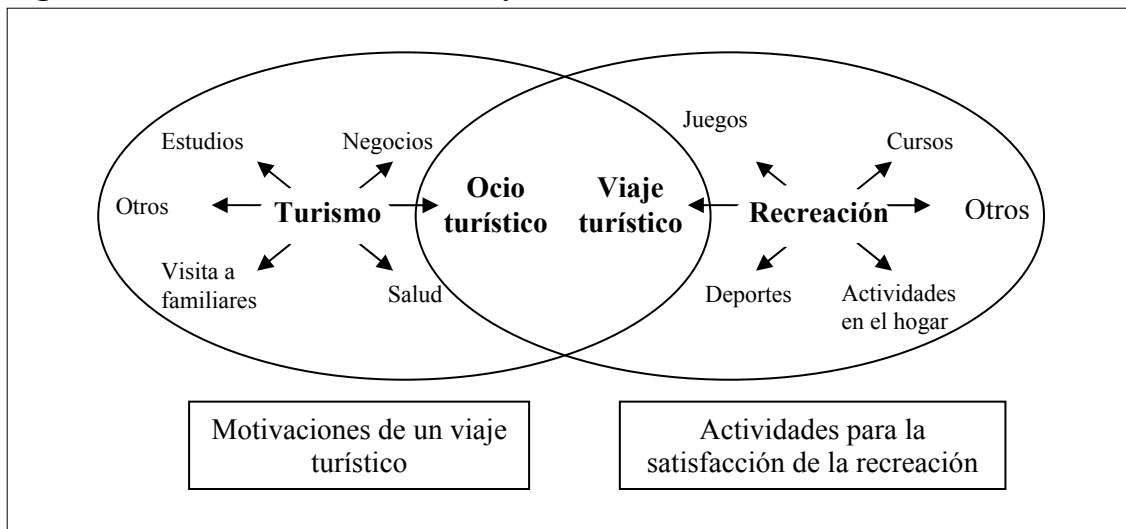 Estudios
Negocios
Otros
Turismo
Visita a
familiares
Salud
Ocio
turístico
Viaje
turístico
Juegos
Cursos
Recreación
Otros
Deportes
Actividades
en el hogar
Motivaciones de un viaje
turístico
Actividades para la
satisfacción de la recreación